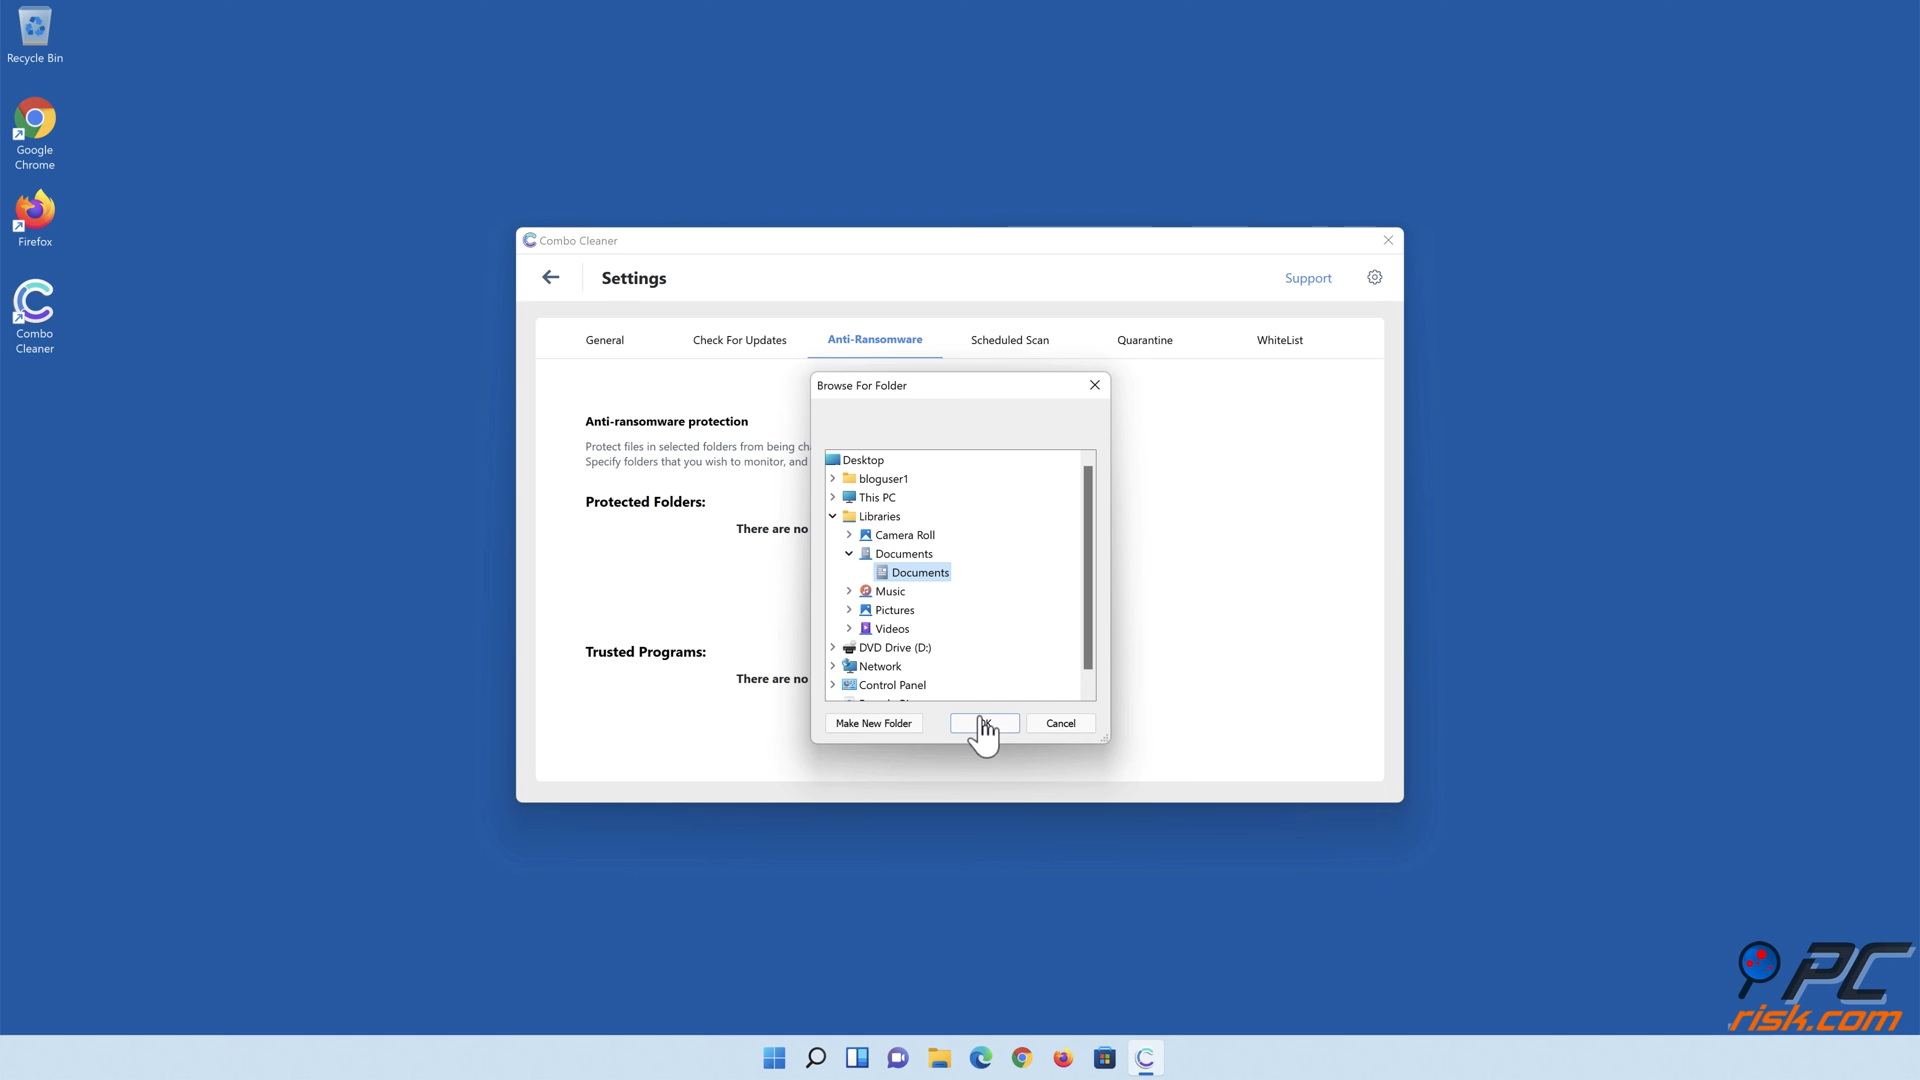 Recycle Bin
Google
Chrome
Firefox
Combo
Cleaner
Combo Cleaner
Settings
Support
General
Check For Updates
Anti-Ransomware
Scheduled Scan
Quarantine
WhiteList
Anti-ransomware protection
Protect files in selected folders from being
Specify folders that you wish to monitor, and
Protected Folders:
There are no
Trusted Programs:
There are no
Browse For Folder
Desktop
bloguser1
This PC
Libraries
Camera Roll
Documents
Documents
Music
Pictures
Videos
DVD Drive (D:)
Network
Control Panel
Make New Folder
Cancel
PC
risk.com